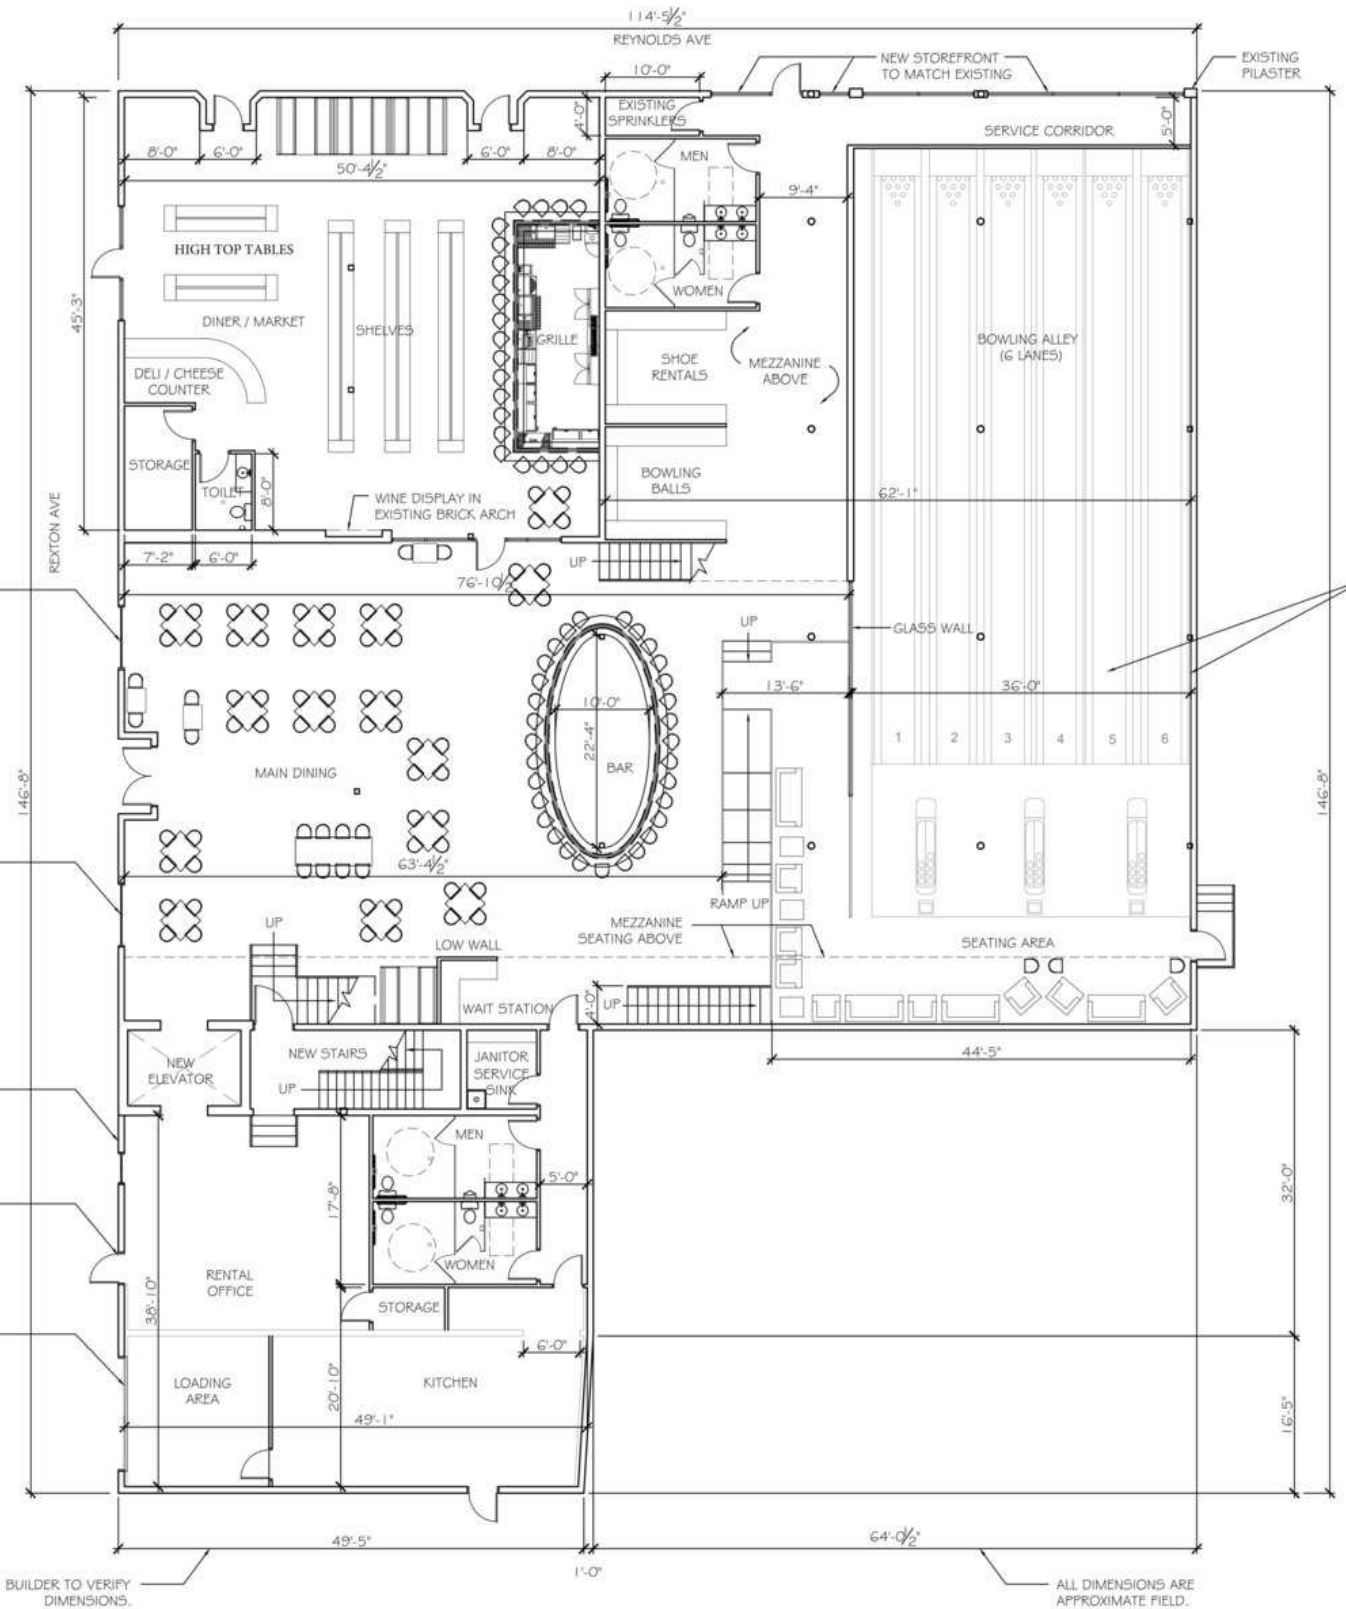 114'-5½"
REYNOLDS AVE
10'-0"
NEW STOREFRONT
TO MATCH EXISTING
EXISTING
PILASTER
EXISTING
SPRINKLERS
4'-0"
SERVICE CORRIDOR
5'-0"
8'-0"
6'-0"
6'-0"
8'-0"
50'-4½"
MEN
9'-4"
HIGH TOP TABLES
WOMEN
45'-3"
DINER / MARKET
SHELVES
GRILLE
BOWLING ALLEY
(6 LANES)
SHOE
RENTALS
MEZZANINE
ABOVE
DELI / CHEESE
COUNTER
STORAGE
TOILET
8'-0"
BOWLING
BALLS
62'-1"
WINE DISPLAY IN
EXISTING BRICK ARCH
REXTON AVE
7'-2"
6'-0"
UP
76'-10½"
UP
GLASS WALL
13'-6"
36'-0"
10'-0"
22'-4"
BAR
1
2
3
4
5
6
MAIN DINING
146'-8"
146'-8"
63'-4½"
RAMP UP
UP
MEZZANINE
SEATING ABOVE
LOW WALL
SEATING AREA
WAIT STATION
4'-0"
UP
NEW
ELEVATOR
NEW STAIRS
UP
JANITOR
SERVICE
SINK
44'-5"
MEN
5'-0"
17'-8"
32'-0"
WOMEN
RENTAL
OFFICE
38'-10"
STORAGE
6'-0"
LOADING
AREA
20'-10"
KITCHEN
49'-1"
16'-5"
49'-5"
64'-0½"
1'-0"
BUILDER TO VERIFY
DIMENSIONS.
ALL DIMENSIONS ARE
APPROXIMATE FIELD.